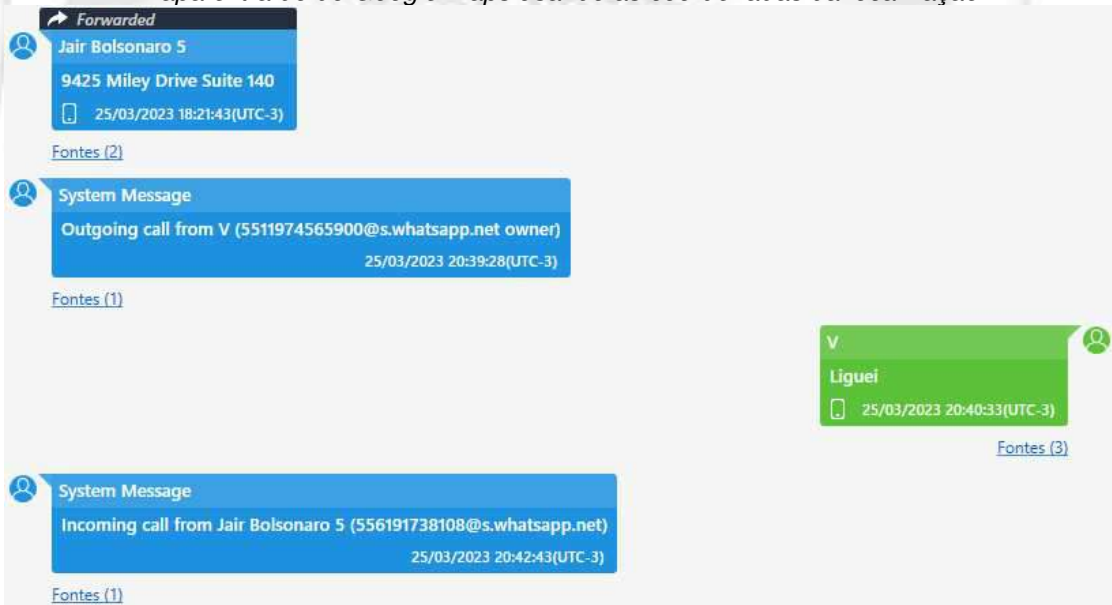 Forwarded
Jair Bolsonaro 5
9425 Miley Drive Suite 140
25/03/2023 18:21:43(UTC-3)
Fontes (2)
System Message
Outgoing call from V (5511974565900@s.whatsapp.net owner)
25/03/2023 20:39:28(UTC-3)
Fontes (1)
V
Liguei
25/03/2023 20:40:33(UTC-3)
Fontes (3)
System Message
Incoming call from Jair Bolsonaro 5 (556191738108@s.whatsapp.net)
25/03/2023 20:42:43(UTC-3)
Fontes (1)